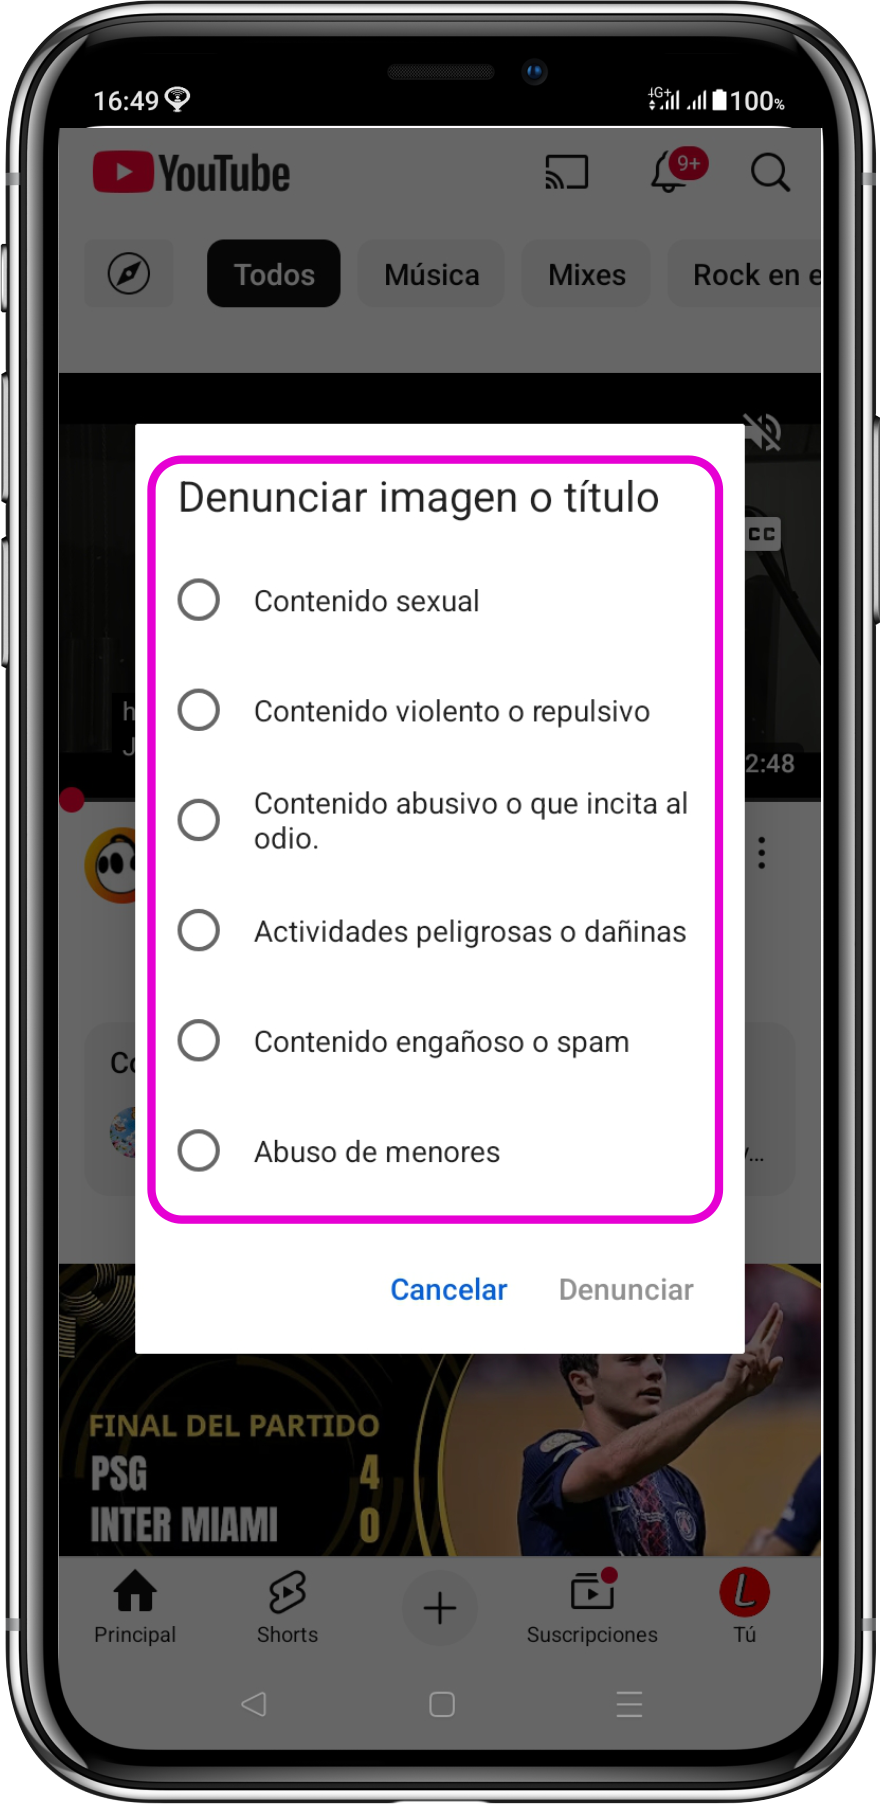 16:49 4G+ 100%
YouTube 9+
Todos Música Mixes Rock en e
CC
Denunciar imagen o título
Contenido sexual
Contenido violento o repulsivo
Contenido abusivo o que incita al
odio.
Actividades peligrosas o dañinas
Contenido engañoso o spam
Abuso de menores
Cancelar Denunciar
h
J
2:48
Co
FINAL DEL PARTIDO
PSG 4
INTER MIAMI 0
Principal Shorts Suscripciones L Tú